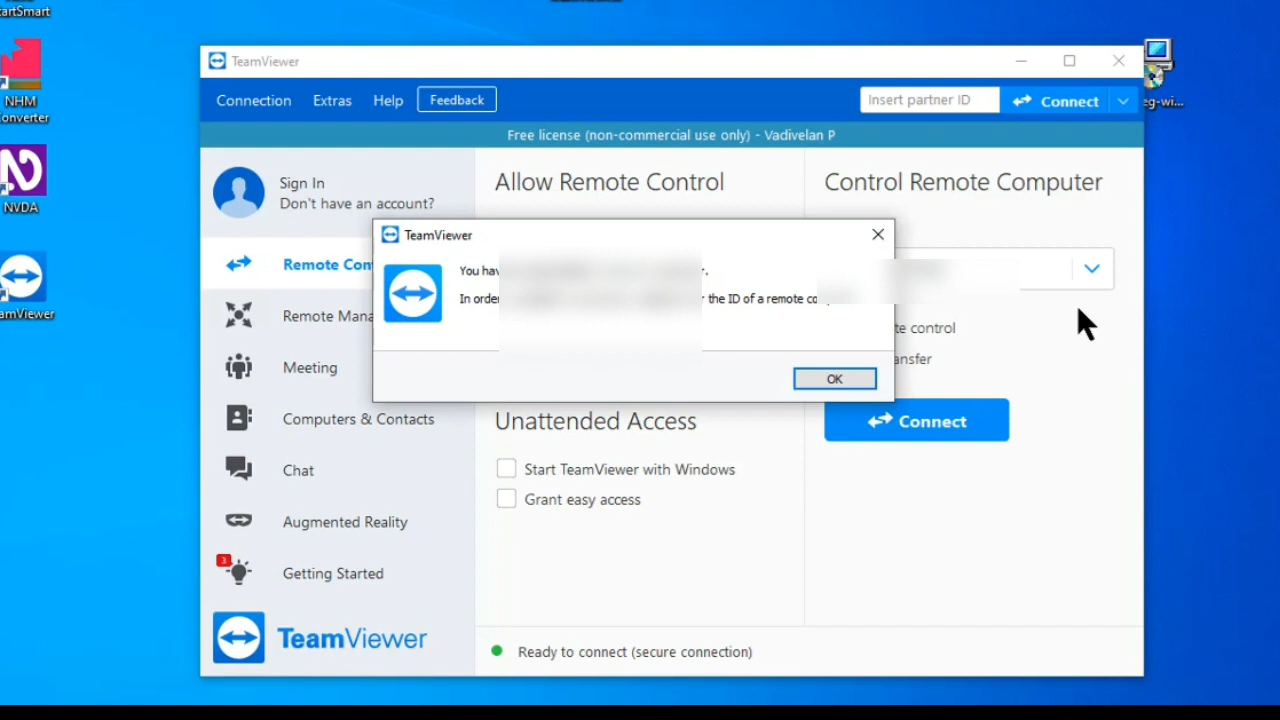 artSmart
NHM
onverter
NVDA
amViewer
eg-wi...
TeamViewer
Connection Extras Help Feedback
Insert partner ID Connect
Free license (non-commercial use only) - Vadivelan P
Sign In
Don't have an account?
Allow Remote Control
Control Remote Computer
TeamViewer
You hav
In order
r the ID of a remote co
OK
Remote Con
Remote Mana
Meeting
Computers & Contacts
Chat
Augmented Reality
3
Getting Started
TeamViewer
te control
ansfer
Connect
Unattended Access
Start TeamViewer with Windows
Grant easy access
Ready to connect (secure connection)